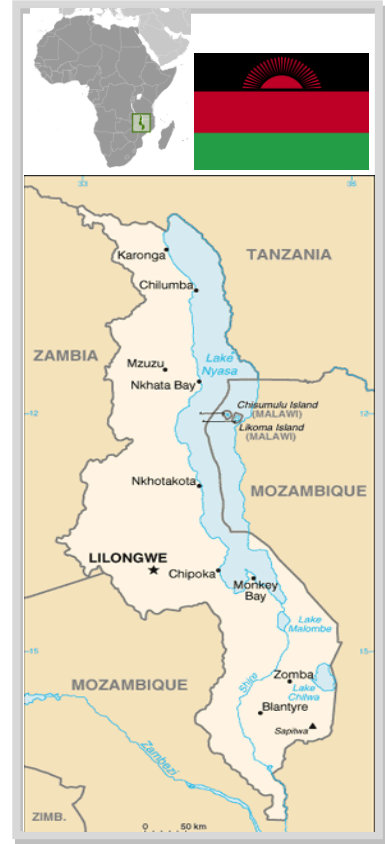 33
36
TANZANIA
Karonga
Chilumba
ZAMBIA
Lake
Nyasa
Mzuzu
Nkhata Bay
Chisumulu Island
(MALAWI)
12
12
Likoma Island
(MALAWI)
Nkhotakota
MOZAMBIQUE
LILONGWE
Chipoka
Monkey
Bay
Lake
Malombe
15
15
Zomba
MOZAMBIQUE
Shire
Lake
Chilwa
Blantyre
Sapitwa
Zambezi
ZIMB.
0 50 km